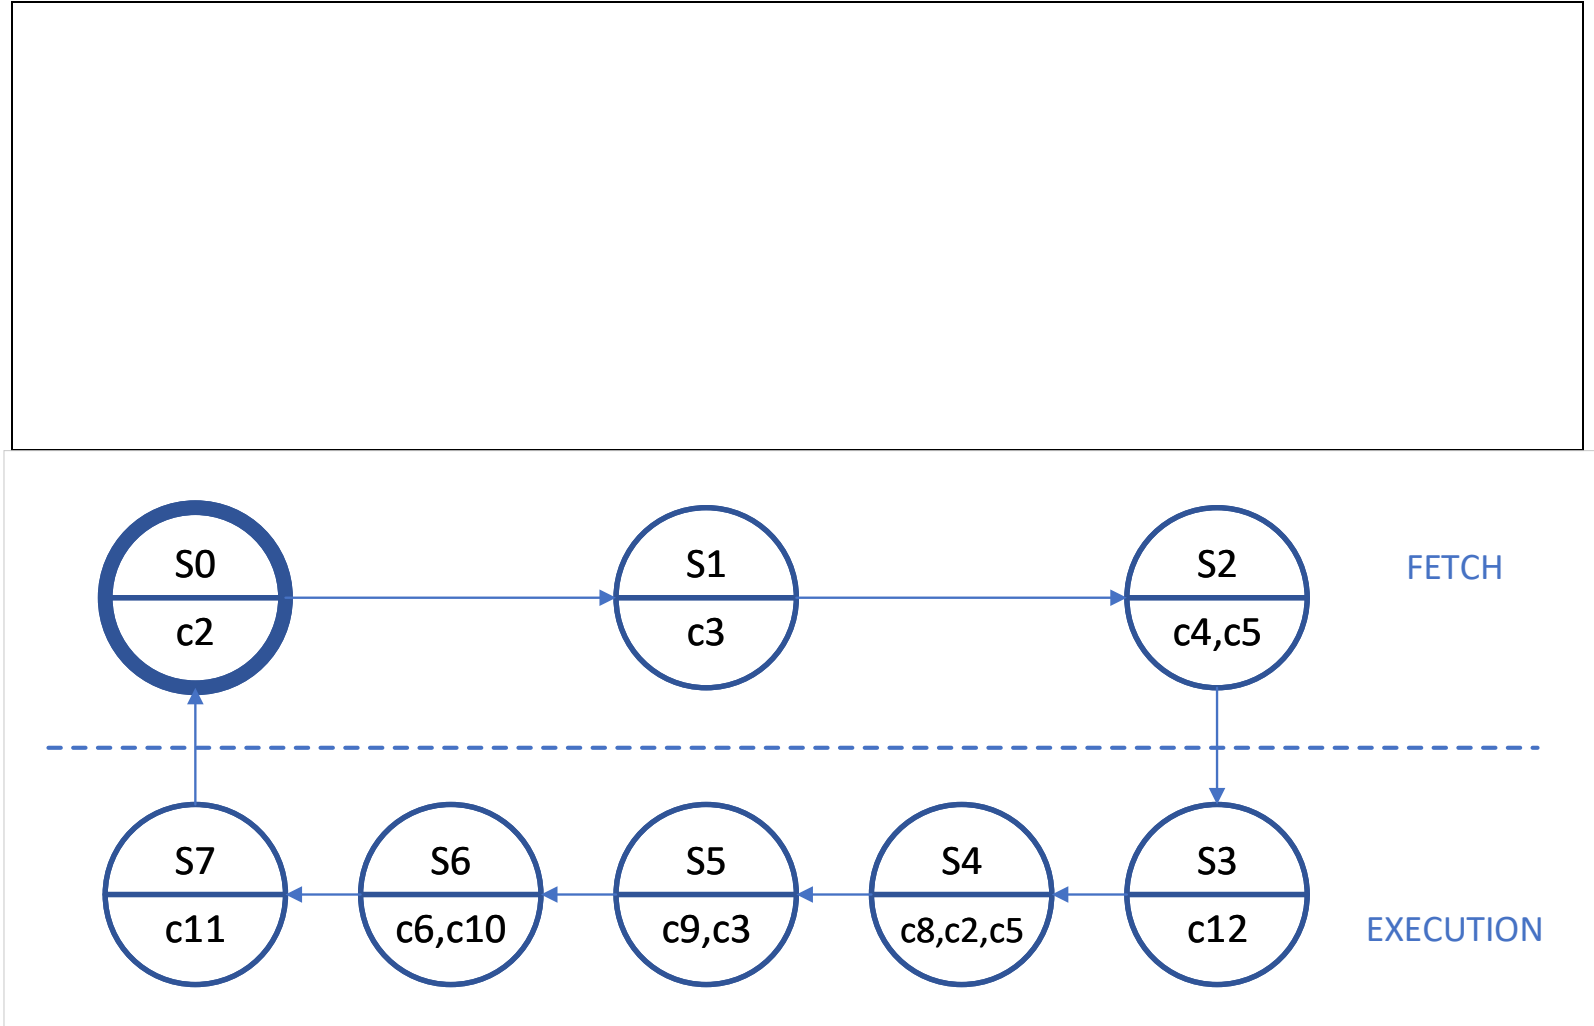 S0
c2
S1
c3
S2
c4,c5
FETCH
S7
c11
S6
c6,c10
S5
c9,c3
S4
c8,c2,c5
S3
c12
EXECUTION